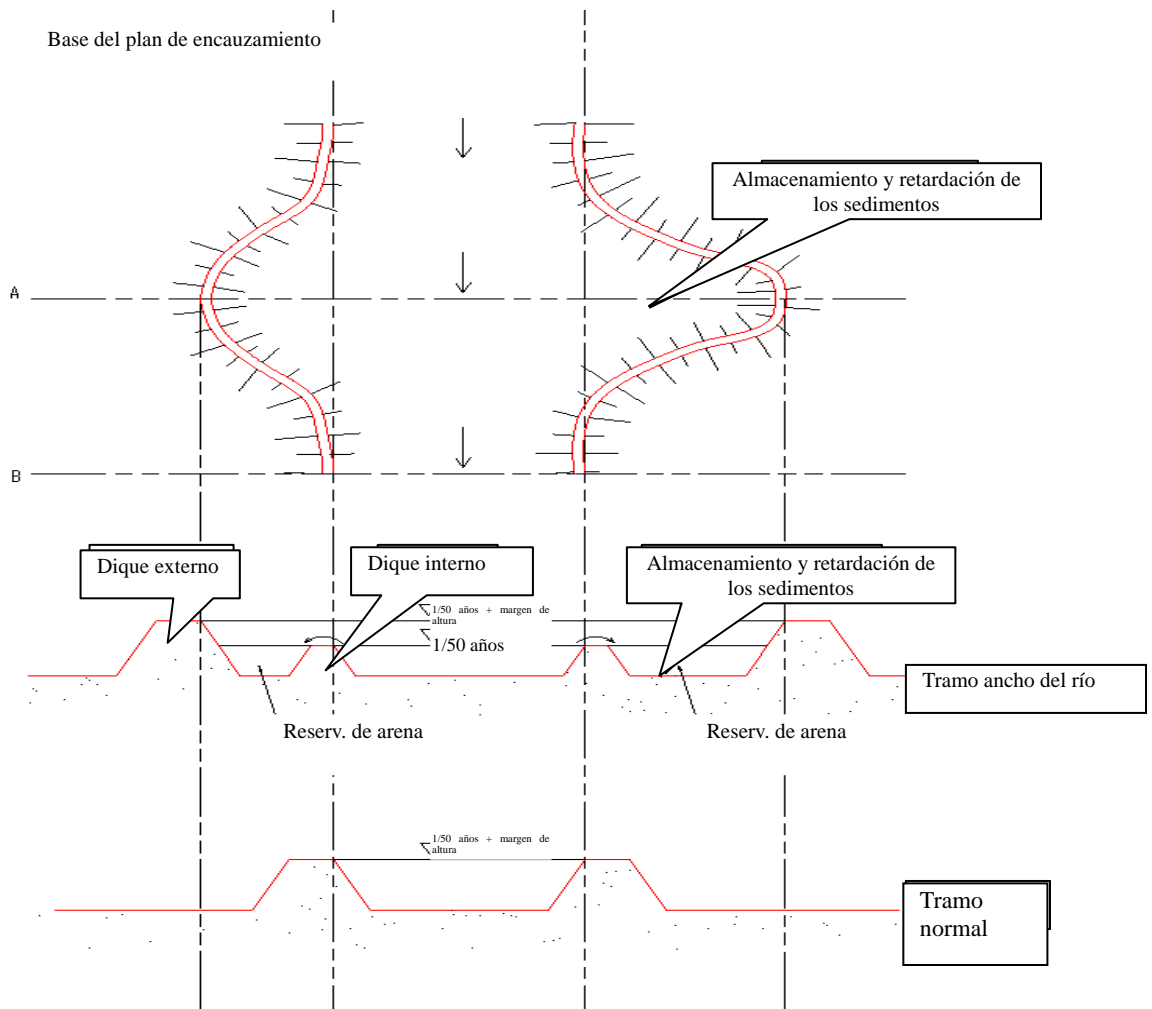 Base del plan de encauzamiento
Almacenamiento y retardación de
los sedimentos
A
B
Dique externo
Dique interno
Almacenamiento y retardación de
los sedimentos
1/50 años + margen de
altura
1/50 años
Tramo ancho del río
Reserv. de arena
Reserv. de arena
1/50 años + margen de
altura
Tramo
normal